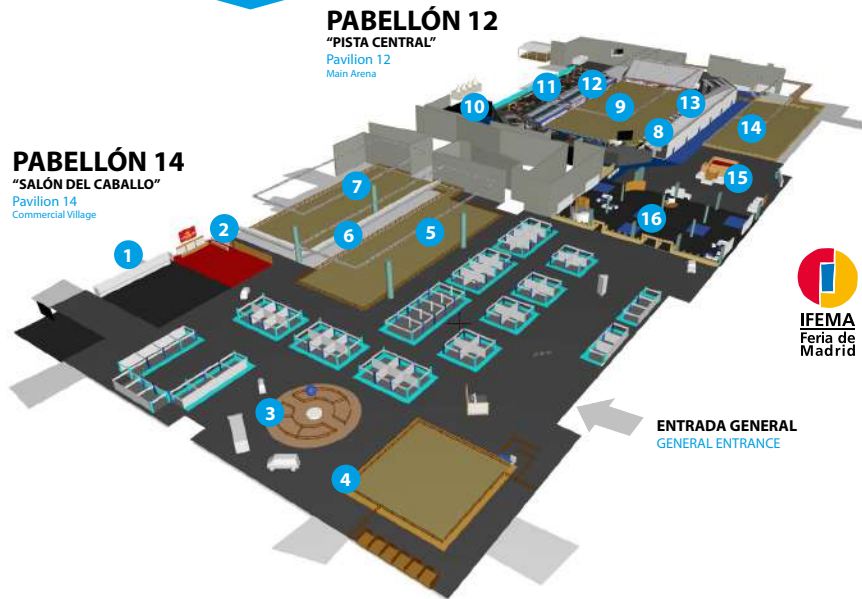 PABELLÓN 12
“PISTA CENTRAL”
Pavilion 12
Main Arena
11
12
10
9
13
8
14
15
16
PABELLÓN 14
“SALÓN DEL CABALLO”
Pavilion 14
Commercial Village
7
2
1
6
5
3
4
IFEMA
Feria de
Madrid
ENTRADA GENERAL
GENERAL ENTRANCE